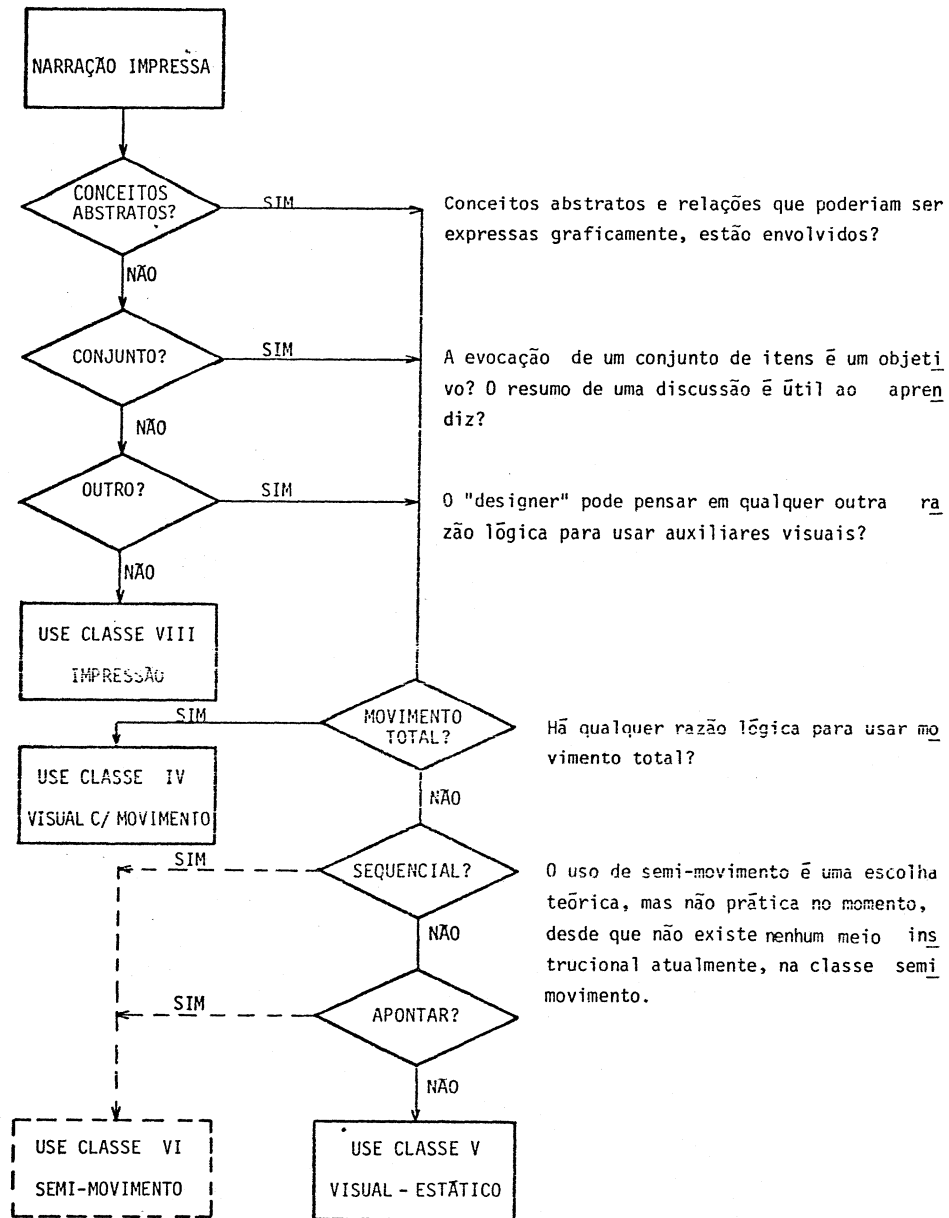 NARRAÇÃO IMPRESSA
CONCEITOS
ABSTRATOS?
SIM
Conceitos abstratos e relações que poderiam ser
expressas graficamente, estão envolvidos?
NÃO
CONJUNTO?
SIM
A evocação de um conjunto de itens é um objeti
vo? O resumo de uma discussão é útil ao apren
diz?
NÃO
OUTRO?
SIM
O "designer" pode pensar em qualquer outra ra
zão lógica para usar auxiliares visuais?
NÃO
USE CLASSE VIII
IMPRESSÃO
MOVIMENTO
TOTAL?
SIM
Há qualquer razão lógica para usar mo
vimento total?
USE CLASSE IV
VISUAL C/ MOVIMENTO
NÃO
SEQUENCIAL?
SIM
O uso de semi-movimento é uma escolha
teórica, mas não prática no momento,
desde que não existe nenhum meio ins
trucional atualmente, na classe semi
movimento.
NÃO
APONTAR?
SIM
NÃO
USE CLASSE VI
SEMI-MOVIMENTO
USE CLASSE V
VISUAL - ESTÁTICO